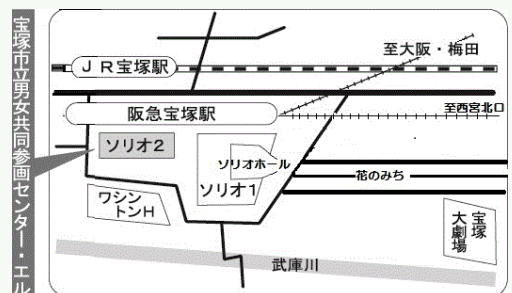 宝塚市立男女共同参画センター・エル
JR宝塚駅
至大阪・梅田
阪急宝塚駅
至西宮北口
ソリオ2
ソリオホール
ソリオ1
花のみち
ワシン
トンH
宝塚
大劇場
武庫川